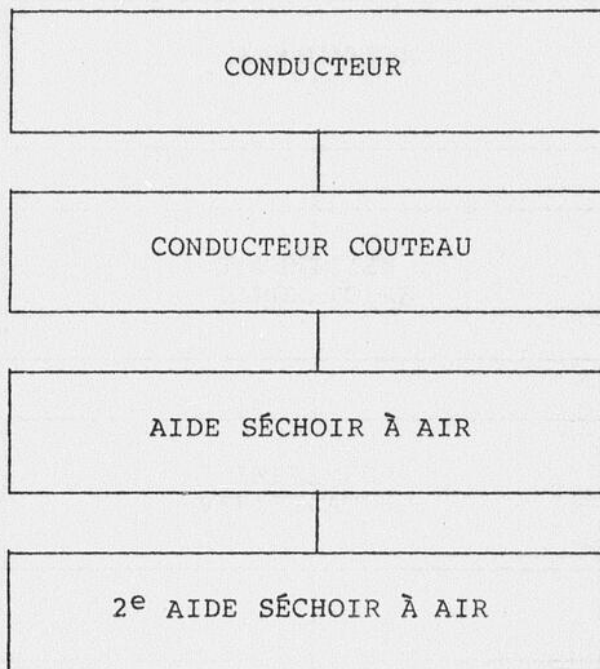 CONDUCTEUR
CONDUCTEUR COUTEAU
AIDE SÉCHOIR À AIR
2e AIDE SÉCHOIR À AIR